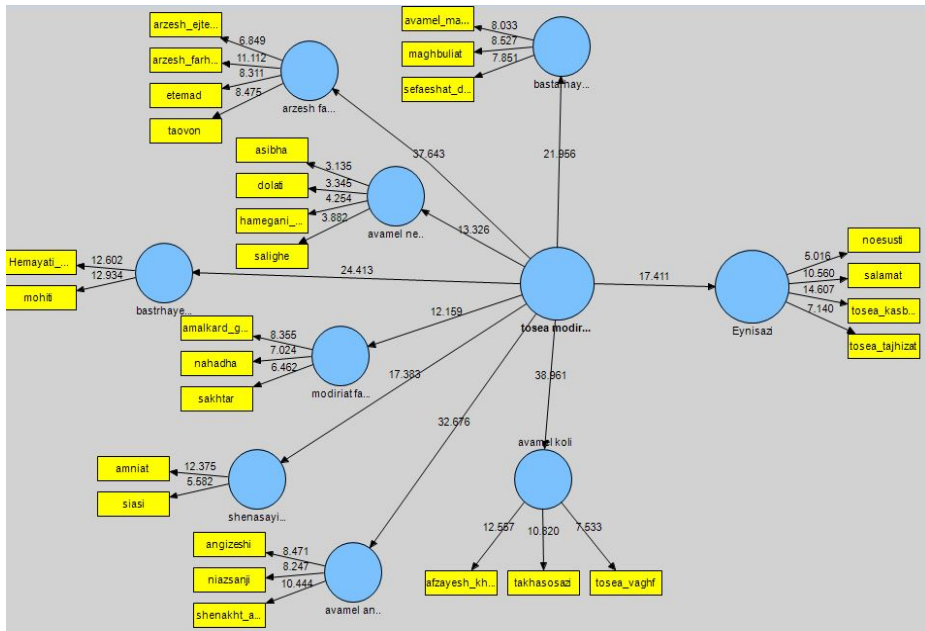 arzesh_ejte...
6.849
arzesh_farh...
11.112
etemad
8.311
taovon
8.475
arzesh fa...
avamel_ma...
8.033
maghbuliat
8.527
sefaeshat_d...
7.851
bastarhay...
37.643
21.956
asibha
3.135
dolati
3.345
hamegani_...
4.254
salighe
3.882
avamel ne..
13.326
Hemayati_...
12.602
mohiti
12.934
bastrhaye...
24.413
tosea modir...
17.411
Eynisazi
noesusti
5.016
salamat
10.560
tosea_kasb...
14.607
tosea_tajhizat
7.140
amalkard_g...
8.355
nahadha
7.024
sakhtar
6.462
modiriat fa...
12.159
17.383
38.961
32.676
amniat
12.375
siasi
5.582
shenasayi...
avamel koli
12.557
10.820
7.533
afzayesh_kh...
takhasosazi
tosea_vaghf
angizeshi
8.471
niazsanji
8.247
shenakht_a...
10.444
avamel an..